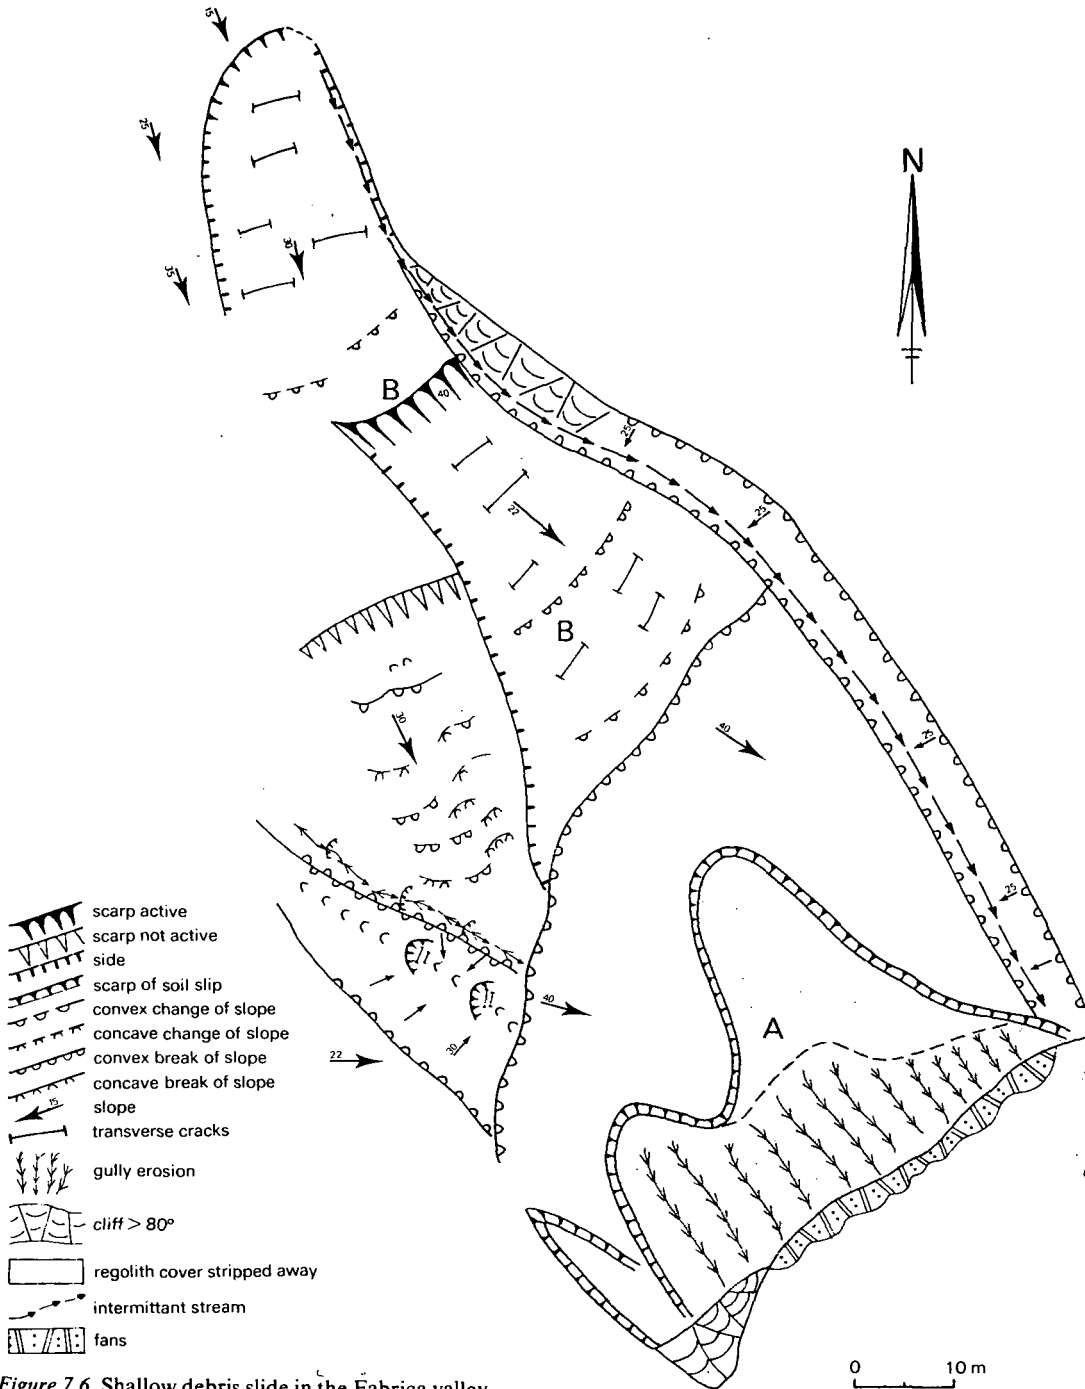 15
25
N
30
35
B
40
25
22
25
B
30
40
25
25
scarp active
scarp not active
side
scarp of soil slip
convex change of slope
concave change of slope
convex break of slope
concave break of slope
15
slope
transverse cracks
gully erosion
cliff > 80°
regolith cover stripped away
intermittant stream
fans
22
30
40
A
0 10 m
Figure 7.6 Shallow debris slide in the Fabrica valley